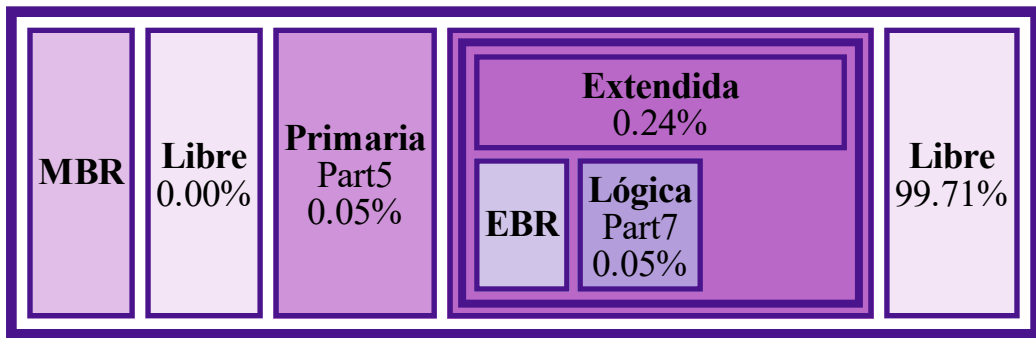 MBR
Libre
0.00%
Primaria
Part5
0.05%
Extendida
0.24%
EBR
Lógica
Part7
0.05%
Libre
99.71%